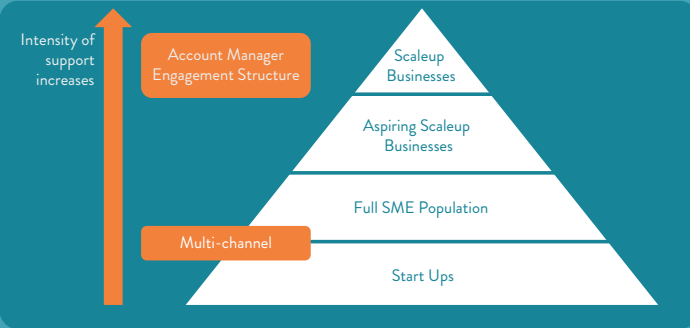 Intensity of
support
increases
Account Manager
Engagement Structure
Scaleup
Businesses
Aspiring Scaleup
Businesses
Full SME Population
Multi-channel
Start Ups